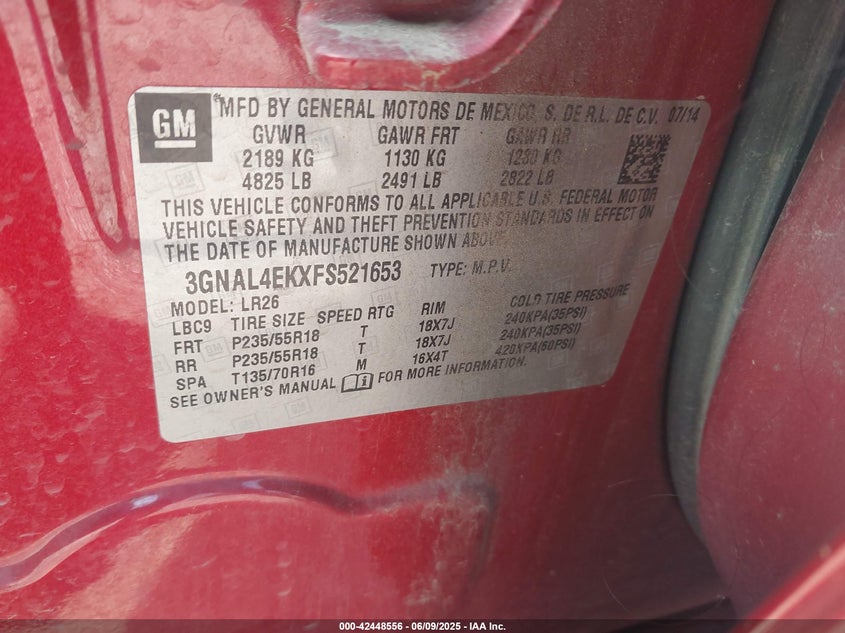 GM
MFD BY GENERAL MOTORS DE MEXICO, S. DE R.L. DE C.V. 07/14
GVWR GAWR FRT GAWR RR
2189 KG 1130 KG 1280 KG
4825 LB 2491 LB 2822 LB
THIS VEHICLE CONFORMS TO ALL APPLICABLE U.S. FEDERAL MOTOR
VEHICLE SAFETY AND THEFT PREVENTION STANDARDS IN EFFECT ON
THE DATE OF MANUFACTURE SHOWN ABOVE.
3GNAL4EKXFS521653 TYPE: M.P.V.
MODEL: LR26
LBC9 TIRE SIZE SPEED RTG RIM COLD TIRE PRESSURE
FRT P235/55R18 T 18X7J 240KPA(35PSI)
RR P235/55R18 T 18X7J 240KPA(35PSI)
SPA T135/70R16 M 16X4T 420KPA(60PSI)
SEE OWNER'S MANUAL FOR MORE INFORMATION.
000-42448556 - 06/09/2025 - IAA Inc.